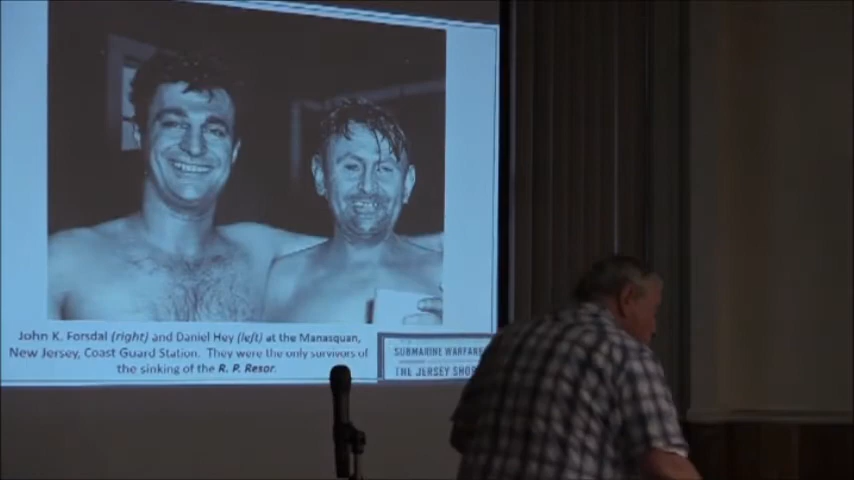 John K. Forsdal (right) and Daniel Hey (left) at the Manasquan,
New Jersey, Coast Guard Station. They were the only survivors of
the sinking of the R. P. Resor.
SUBMARINE WARFARE
THE JERSEY SHO